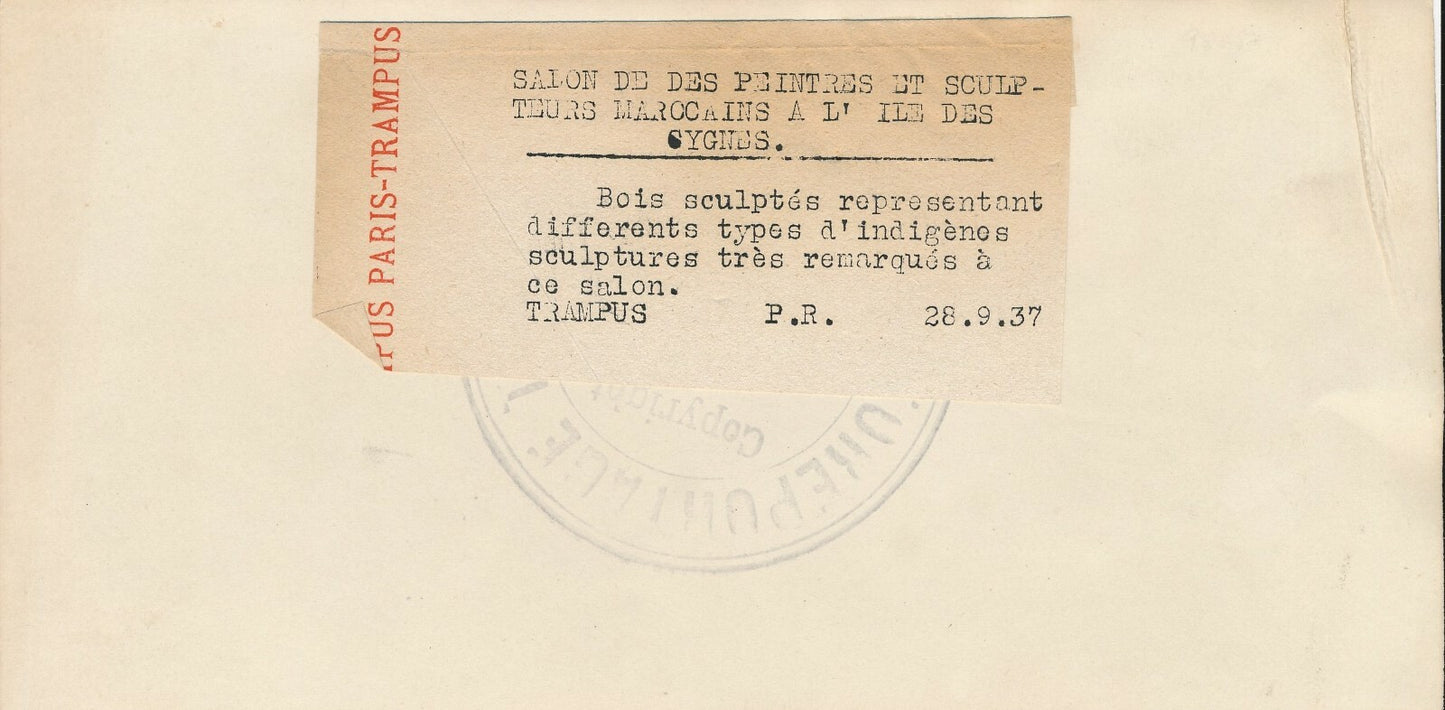 SALON DE DES PEINTRES ET SCULP-
TEURS MAROCAINS A L' ILE DES
CYGNES.
Bois sculptés representant
differents types d'indigènes
sculptures très remarqués à
ce salon.
TRAMPUS P.R. 28.9.37
PUS PARIS-TRAMPUS
Copyright